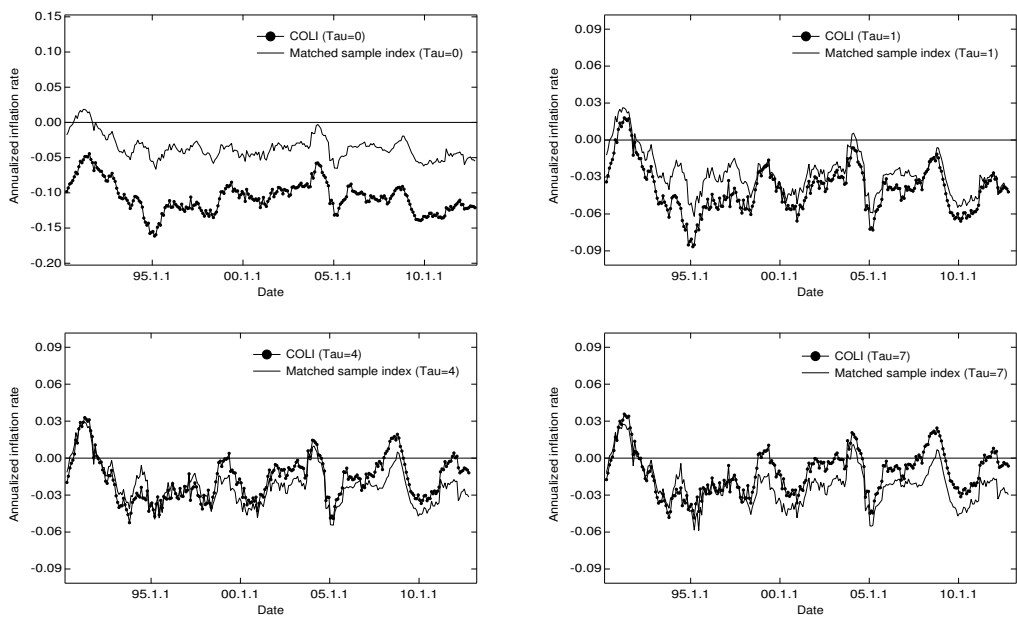 0.15
0.10
0.05
0.00
-0.05
-0.10
-0.15
-0.20
Annualized inflation rate
COLI (Tau=0)
Matched sample index (Tau=0)
95.1.1 00.1.1 05.1.1 10.1.1
Date
0.09
0.06
0.03
0.00
-0.03
-0.06
-0.09
Annualized inflation rate
COLI (Tau=1)
Matched sample index (Tau=1)
95.1.1 00.1.1 05.1.1 10.1.1
Date
0.09
0.06
0.03
0.00
-0.03
-0.06
-0.09
Annualized inflation rate
COLI (Tau=4)
Matched sample index (Tau=4)
95.1.1 00.1.1 05.1.1 10.1.1
Date
0.09
0.06
0.03
0.00
-0.03
-0.06
-0.09
Annualized inflation rate
COLI (Tau=7)
Matched sample index (Tau=7)
95.1.1 00.1.1 05.1.1 10.1.1
Date